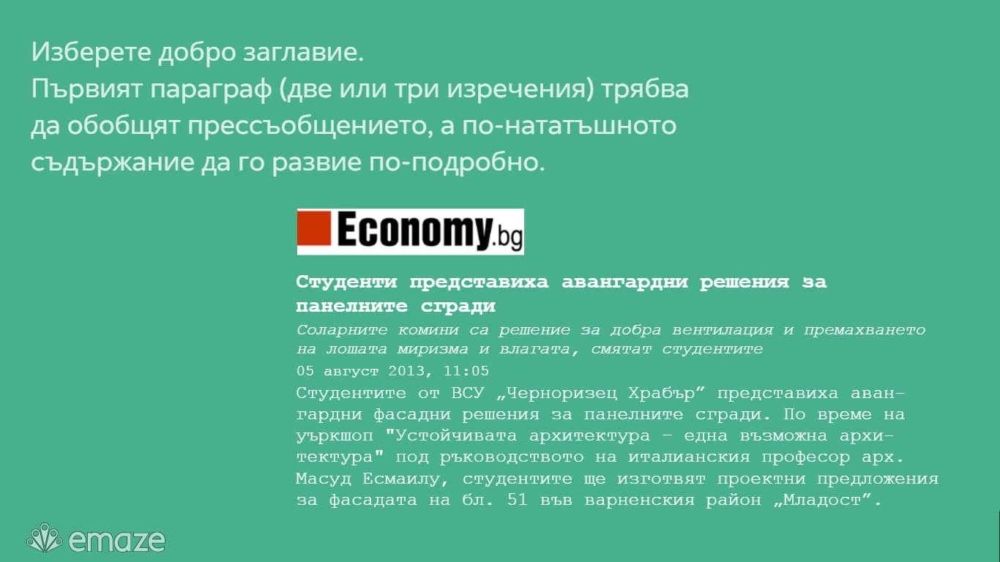 Изберете добро заглавие.
Първият параграф (две или три изречения) трябва
да обобщят прессъобщението, а по-нататъшното
съдържание да го развие по-подробно.
Economy.bg
Студенти представиха авангардни решения за
панелните сгради
Соларните комини са решение за добра вентилация и премахването
на лошата миризма и влагата, смятат студентите
05 август 2013, 11:05
Студентите от ВСУ „Черноризец Храбър” представиха аван-
гардни фасадни решения за панелните сгради. По време на
уъркшоп "Устойчивата архитектура – една възможна архи-
тектура" под ръководството на италианския професор арх.
Масуд Есмаилу, студентите ще изготвят проектни предложения
за фасадата на бл. 51 във варненския район „Младост”.
emaze